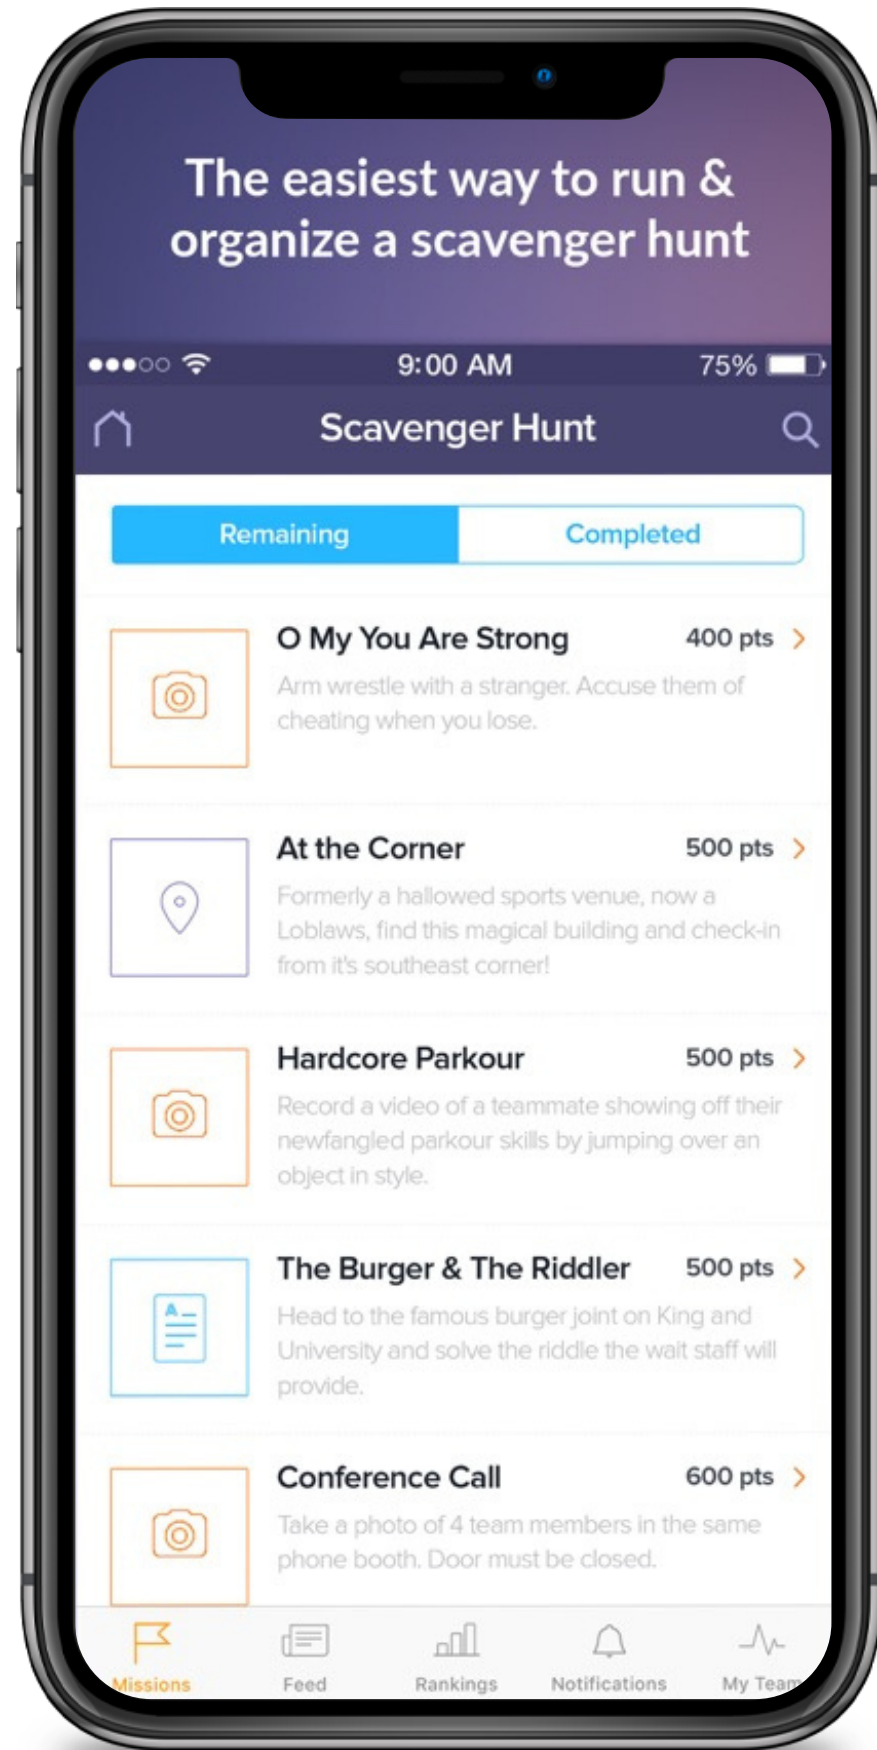 The easiest way to run &
organize a scavenger hunt
9:00 AM 75%
Scavenger Hunt
Remaining Completed
O My You Are Strong 400 pts
Arm wrestle with a stranger. Accuse them of
cheating when you lose.
At the Corner 500 pts
Formerly a hallowed sports venue, now a
Loblaws, find this magical building and check-in
from it's southeast corner!
Hardcore Parkour 500 pts
Record a video of a teammate showing off their
newfangled parkour skills by jumping over an
object in style.
The Burger & The Riddler 500 pts
A
Head to the famous burger joint on King and
University and solve the riddle the wait staff will
provide.
Conference Call 600 pts
Take a photo of 4 team members in the same
phone booth. Door must be closed.
Missions Feed Rankings Notifications My Team